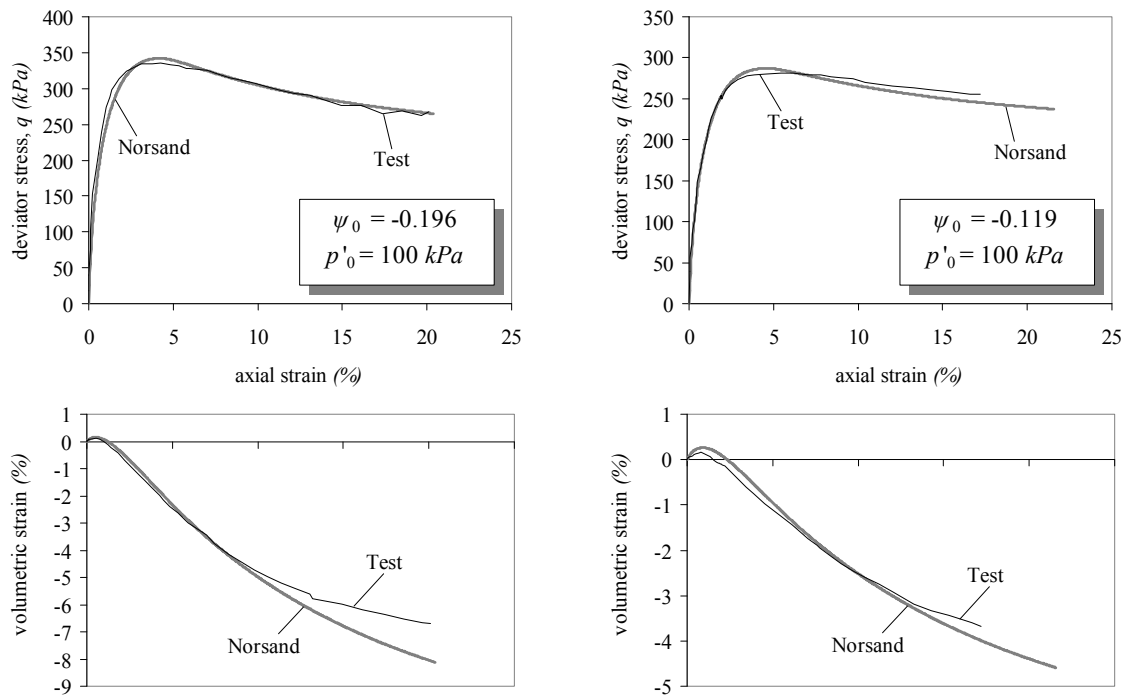 deviator stress, q (kPa)
400
350
300
250
200
150
100
50
0
Norsand
Test
ψ0 = -0.196
p'0 = 100 kPa
0 5 10 15 20 25
axial strain (%)
deviator stress, q (kPa)
350
300
250
200
150
100
50
0
Test
Norsand
ψ0 = -0.119
p'0 = 100 kPa
0 5 10 15 20 25
axial strain (%)
volumetric strain (%)
1
0
-1
-2
-3
-4
-5
-6
-7
-8
-9
Test
Norsand
volumetric strain (%)
1
0
-1
-2
-3
-4
-5
Test
Norsand